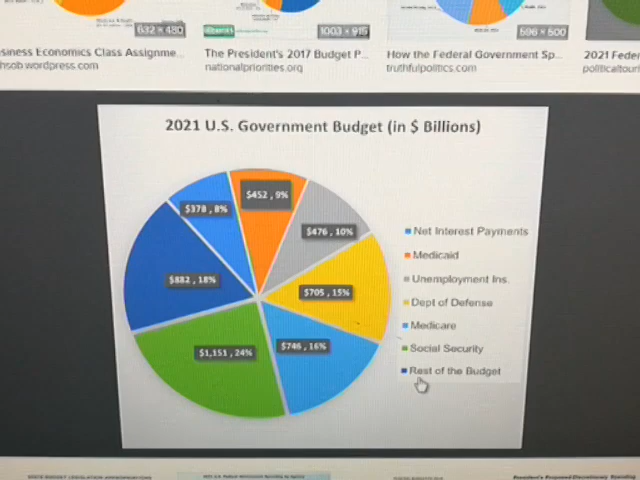 632 × 480
1003 × 915
596 × 500
siness Economics Class Assignme...
The President's 2017 Budget P...
How the Federal Government Sp...
2021 Feder
hsob.wordpress.com
nationalpriorities.org
truthfulpolitics.com
politicaltour
2021 U.S. Government Budget (in $ Billions)
$452 , 9%
$378 , 8%
$476 , 10%
$882 , 18%
$705 , 15%
$1,151 , 24%
$746 , 16%
Net Interest Payments
Medicaid
Unemployment Ins.
Dept of Defense
Medicare
Social Security
Rest of the Budget